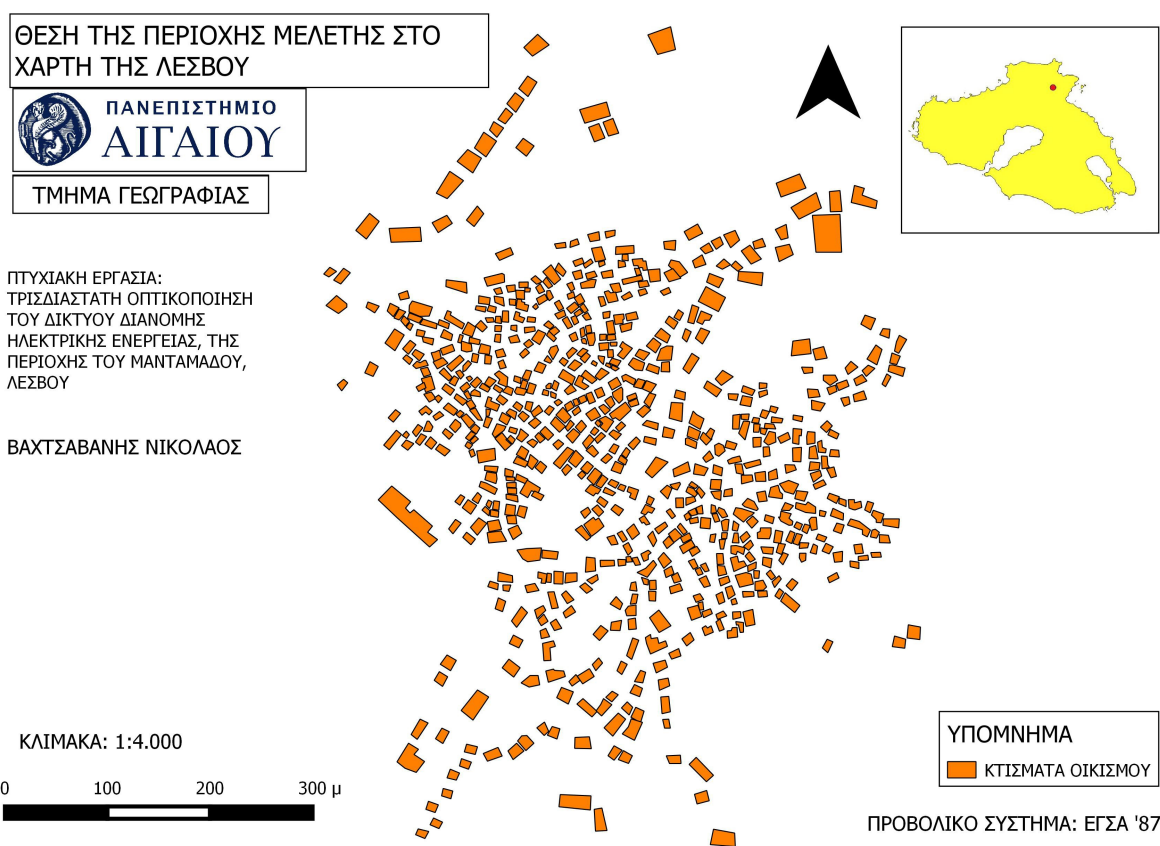 ΘΕΣΗ ΤΗΣ ΠΕΡΙΟΧΗΣ ΜΕΛΕΤΗΣ ΣΤΟ
ΧΑΡΤΗ ΤΗΣ ΛΕΣΒΟΥ
ΠΑΝΕΠΙΣΤΗΜΙΟ
ΑΙΓΑΙΟΥ
ΤΜΗΜΑ ΓΕΩΓΡΑΦΙΑΣ
ΠΤΥΧΙΑΚΗ ΕΡΓΑΣΙΑ:
ΤΡΙΣΔΙΑΣΤΑΤΗ ΟΠΤΙΚΟΠΟΙΗΣΗ
ΤΟΥ ΔΙΚΤΥΟΥ ΔΙΑΝΟΜΗΣ
ΗΛΕΚΤΡΙΚΗΣ ΕΝΕΡΓΕΙΑΣ, ΤΗΣ
ΠΕΡΙΟΧΗΣ ΤΟΥ ΜΑΝΤΑΜΑΔΟΥ,
ΛΕΣΒΟΥ
ΒΑΧΤΣΑΒΑΝΗΣ ΝΙΚΟΛΑΟΣ
ΚΛΙΜΑΚΑ: 1:4.000
0 100 200 300 μ
ΥΠΟΜΝΗΜΑ
ΚΤΙΣΜΑΤΑ ΟΙΚΙΣΜΟΥ
ΠΡΟΒΟΛΙΚΟ ΣΥΣΤΗΜΑ: ΕΓΣΑ '87